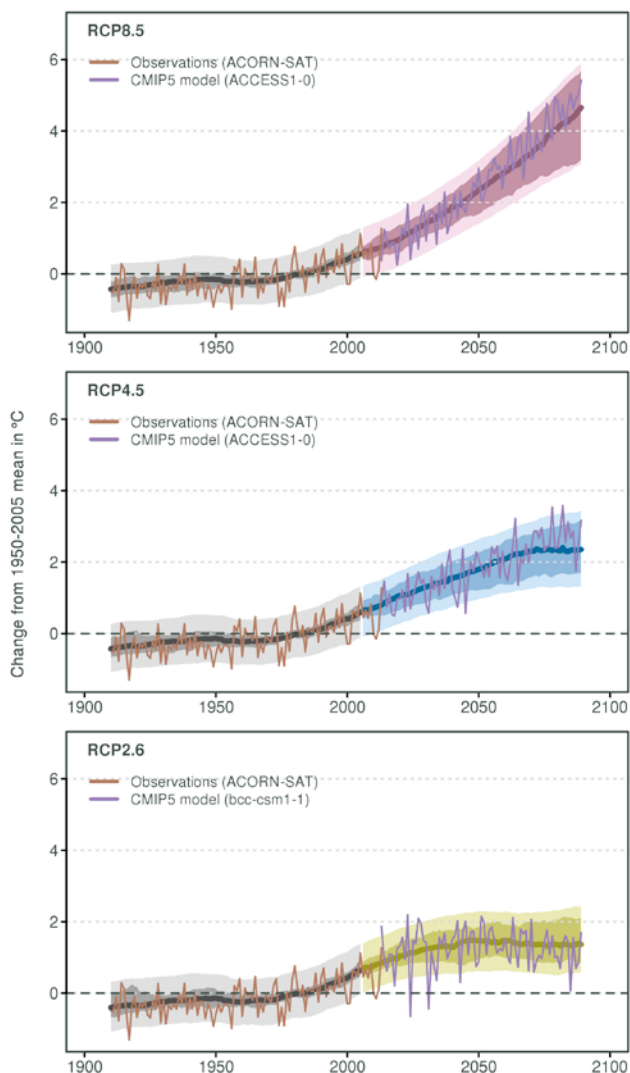 RCP8.5
Observations (ACORN-SAT)
CMIP5 model (ACCESS1-0)
6
4
2
0
1900 1950 2000 2050 2100
RCP4.5
Observations (ACORN-SAT)
CMIP5 model (ACCESS1-0)
6
4
2
0
1900 1950 2000 2050 2100
Change from 1950-2005 mean in °C
RCP2.6
Observations (ACORN-SAT)
CMIP5 model (bcc-csm1-1)
6
4
2
0
1900 1950 2000 2050 2100